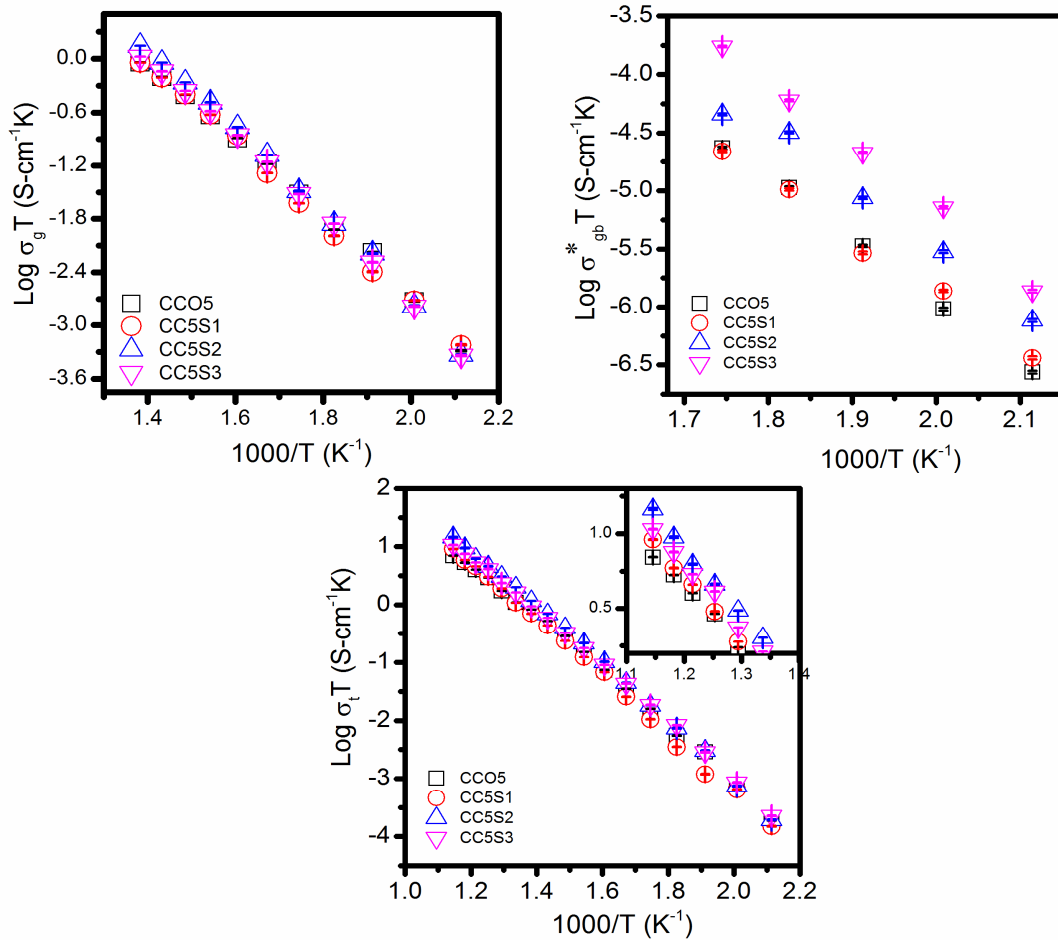 Log σgT (S-cm⁻¹K)
0.0
-0.6
-1.2
-1.8
-2.4
-3.0
-3.6
CCO5
CC5S1
CC5S2
CC5S3
1.4 1.6 1.8 2.0 2.2
1000/T (K⁻¹)
Log σ*gbT (S-cm⁻¹K)
-3.5
-4.0
-4.5
-5.0
-5.5
-6.0
-6.5
CCO5
CC5S1
CC5S2
CC5S3
1.7 1.8 1.9 2.0 2.1
1000/T (K⁻¹)
Log σtT (S-cm⁻¹K)
2
1
0
-1
-2
-3
-4
1.0
0.5
1.1 1.2 1.3 1.4
CCO5
CC5S1
CC5S2
CC5S3
1.0 1.2 1.4 1.6 1.8 2.0 2.2
1000/T (K⁻¹)